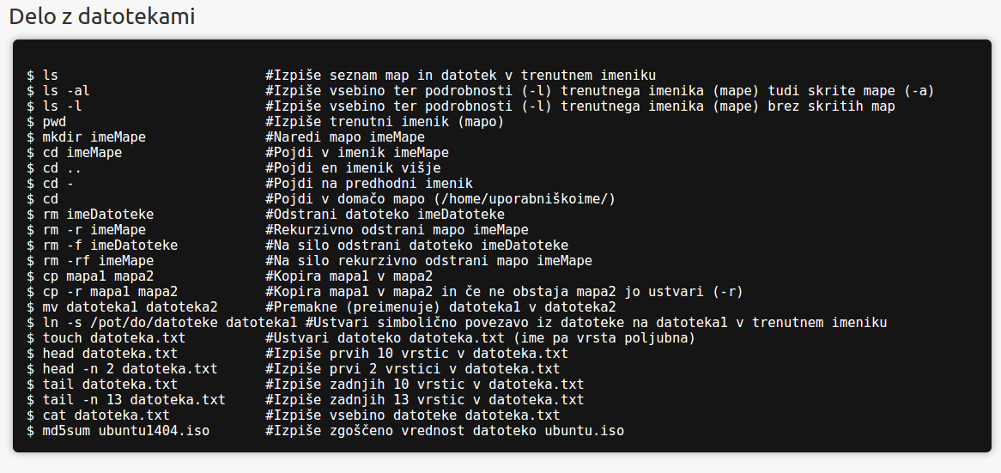 Delo z datotekami
$ ls #Izpiše seznam map in datotek v trenutnem imeniku
$ ls -al #Izpiše vsebino ter podrobnosti (-l) trenutnega imenika (mape) tudi skrite mape (-a)
$ ls -l #Izpiše vsebino ter podrobnosti (-l) trenutnega imenika (mape) brez skritih map
$ pwd #Izpiše trenutni imenik (mapo)
$ mkdir imeMape #Naredi mapo imeMape
$ cd imeMape #Pojdi v imenik imeMape
$ cd .. #Pojdi en imenik višje
$ cd - #Pojdi na predhodni imenik
$ cd #Pojdi v domačo mapo (/home/uporabniškoime/)
$ rm imeDatoteke #Odstrani datoteko imeDatoteke
$ rm -r imeMape #Rekurzivno odstrani mapo imeMape
$ rm -f imeDatoteke #Na silo odstrani datoteko imeDatoteke
$ rm -rf imeMape #Na silo rekurzivno odstrani mapo imeMape
$ cp mapa1 mapa2 #Kopira mapa1 v mapa2
$ cp -r mapa1 mapa2 #Kopira mapa1 v mapa2 in če ne obstaja mapa2 jo ustvari (-r)
$ mv datoteka1 datoteka2 #Premakne (preimenuje) datoteka1 v datoteka2
$ ln -s /pot/do/datoteke datoteka1 #Ustvari simbolično povezavo iz datoteke na datoteka1 v trenutnem imeniku
$ touch datoteka.txt #Ustvari datoteko datoteka.txt (ime pa vrsta poljubna)
$ head datoteka.txt #Izpiše prvih 10 vrstic v datoteka.txt
$ head -n 2 datoteka.txt #Izpiše prvi 2 vrstici v datoteka.txt
$ tail datoteka.txt #Izpiše zadnjih 10 vrstic v datoteka.txt
$ tail -n 13 datoteka.txt #Izpiše zadnjih 13 vrstic v datoteka.txt
$ cat datoteka.txt #Izpiše vsebino datoteke datoteka.txt
$ md5sum ubuntu1404.iso #Izpiše zgoščeno vrednost datoteko ubuntu.iso